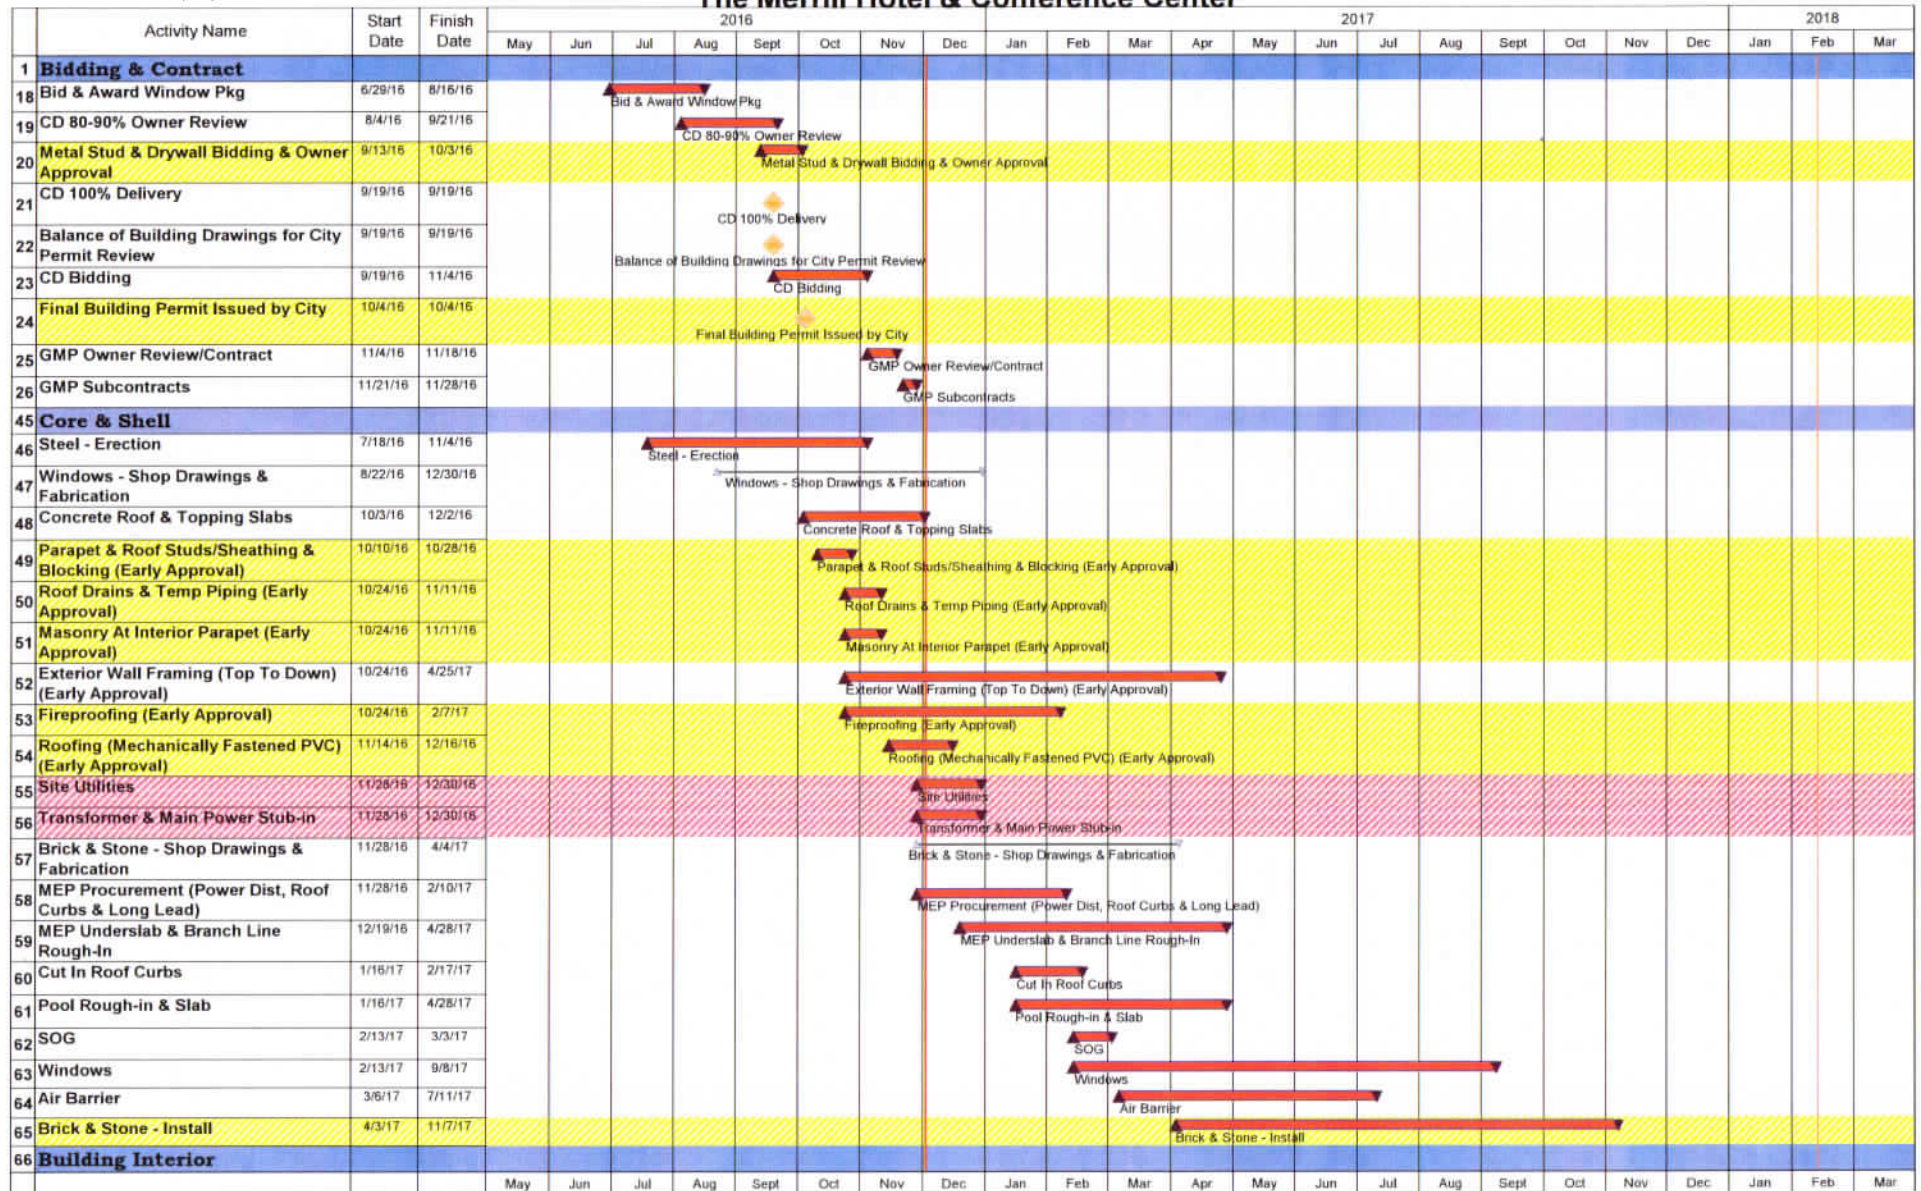 The Merrill Hotel & Conference Center
Activity Name Start Date Finish Date 2016 2017 2018
May Jun Jul Aug Sept Oct Nov Dec Jan Feb Mar Apr May Jun Jul Aug Sept Oct Nov Dec Jan Feb Mar
1 Bidding & Contract
18 Bid & Award Window Pkg 6/29/16 8/16/16
Bid & Award Window Pkg
19 CD 80-90% Owner Review 8/4/16 9/21/16
CD 80-90% Owner Review
20 Metal Stud & Drywall Bidding & Owner Approval 9/13/16 10/3/16
Metal Stud & Drywall Bidding & Owner Approval
21 CD 100% Delivery 9/19/16 9/19/16
CD 100% Delivery
22 Balance of Building Drawings for City Permit Review 9/19/16 9/19/16
Balance of Building Drawings for City Permit Review
23 CD Bidding 9/19/16 11/4/16
CD Bidding
24 Final Building Permit Issued by City 10/4/16 10/4/16
Final Building Permit Issued by City
25 GMP Owner Review/Contract 11/4/16 11/18/16
GMP Owner Review/Contract
26 GMP Subcontracts 11/21/16 11/28/16
GMP Subcontracts
45 Core & Shell
46 Steel - Erection 7/18/16 11/4/16
Steel - Erection
47 Windows - Shop Drawings & Fabrication 8/22/16 12/30/16
Windows - Shop Drawings & Fabrication
48 Concrete Roof & Topping Slabs 10/3/16 12/2/16
Concrete Roof & Topping Slabs
49 Parapet & Roof Studs/Sheathing & Blocking (Early Approval) 10/10/16 10/28/16
Parapet & Roof Studs/Sheathing & Blocking (Early Approval)
50 Roof Drains & Temp Piping (Early Approval) 10/24/16 11/11/16
Roof Drains & Temp Piping (Early Approval)
51 Masonry At Interior Parapet (Early Approval) 10/24/16 11/11/16
Masonry At Interior Parapet (Early Approval)
52 Exterior Wall Framing (Top To Down) (Early Approval) 10/24/16 4/25/17
Exterior Wall Framing (Top To Down) (Early Approval)
53 Fireproofing (Early Approval) 10/24/16 2/7/17
Fireproofing (Early Approval)
54 Roofing (Mechanically Fastened PVC) (Early Approval) 11/14/16 12/16/16
Roofing (Mechanically Fastened PVC) (Early Approval)
55 Site Utilities 11/28/16 12/30/16
Site Utilities
56 Transformer & Main Power Stub-in 11/28/16 12/30/16
Transformer & Main Power Stub-in
57 Brick & Stone - Shop Drawings & Fabrication 11/28/16 4/4/17
Brick & Stone - Shop Drawings & Fabrication
58 MEP Procurement (Power Dist, Roof Curbs & Long Lead) 11/28/16 2/10/17
MEP Procurement (Power Dist, Roof Curbs & Long Lead)
59 MEP Underslab & Branch Line Rough-In 12/19/16 4/28/17
MEP Underslab & Branch Line Rough-In
60 Cut In Roof Curbs 1/16/17 2/17/17
Cut In Roof Curbs
61 Pool Rough-in & Slab 1/16/17 4/28/17
Pool Rough-in & Slab
62 SOG 2/13/17 3/3/17
SOG
63 Windows 2/13/17 9/8/17
Windows
64 Air Barrier 3/6/17 7/11/17
Air Barrier
65 Brick & Stone - Install 4/3/17 11/7/17
Brick & Stone - Install
66 Building Interior
May Jun Jul Aug Sept Oct Nov Dec Jan Feb Mar Apr May Jun Jul Aug Sept Oct Nov Dec Jan Feb Mar